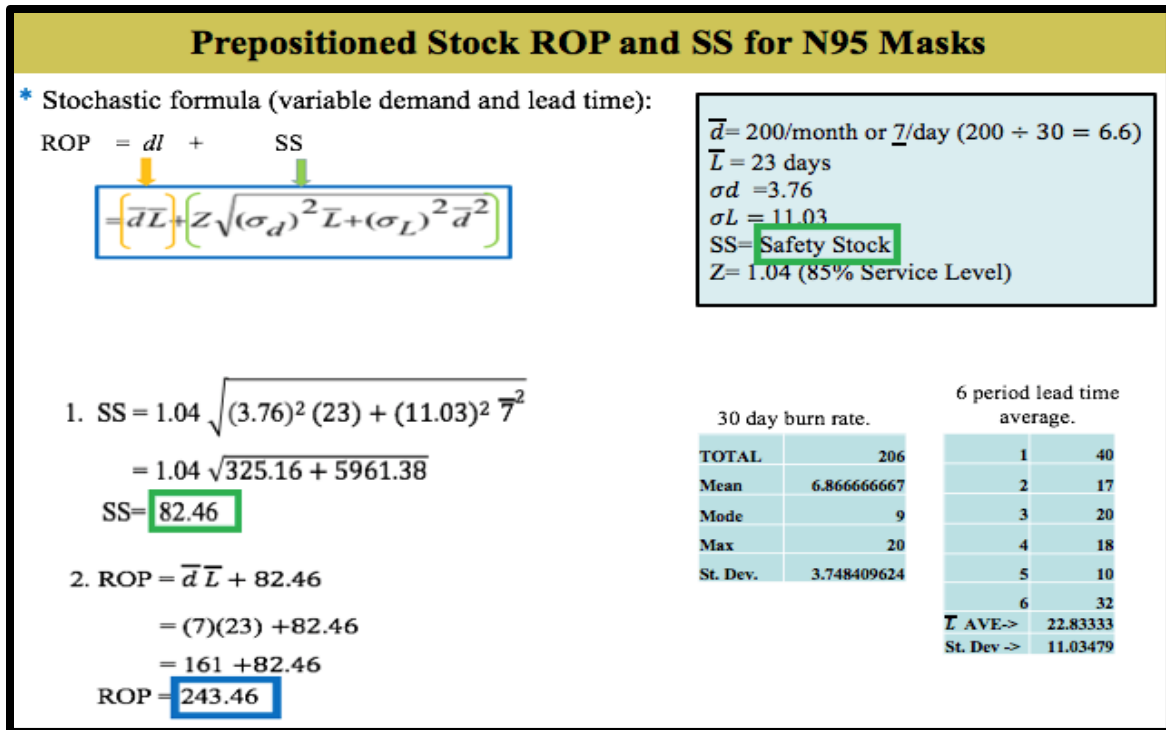 Prepositioned Stock ROP and SS for N95 Masks
* Stochastic formula (variable demand and lead time):
ROP = dl + SS
= (d̅L̅) + (Z√((σ_d)² L̅ + (σ_L)² d̅²))
d̅= 200/month or 7/day (200 ÷ 30 = 6.6)
L̅ = 23 days
σd =3.76
σL = 11.03
SS= Safety Stock
Z= 1.04 (85% Service Level)
1. SS = 1.04 √((3.76)² (23) + (11.03)² 7̅²)
= 1.04 √(325.16 + 5961.38)
SS= 82.46
2. ROP = d̅ L̅ + 82.46
= (7)(23) +82.46
= 161 +82.46
ROP = 243.46
30 day burn rate.
TOTAL 206
Mean 6.866666667
Mode 9
Max 20
St. Dev. 3.748409624
6 period lead time
average.
1 40
2 17
3 20
4 18
5 10
6 32
L̅ AVE-> 22.83333
St. Dev -> 11.03479